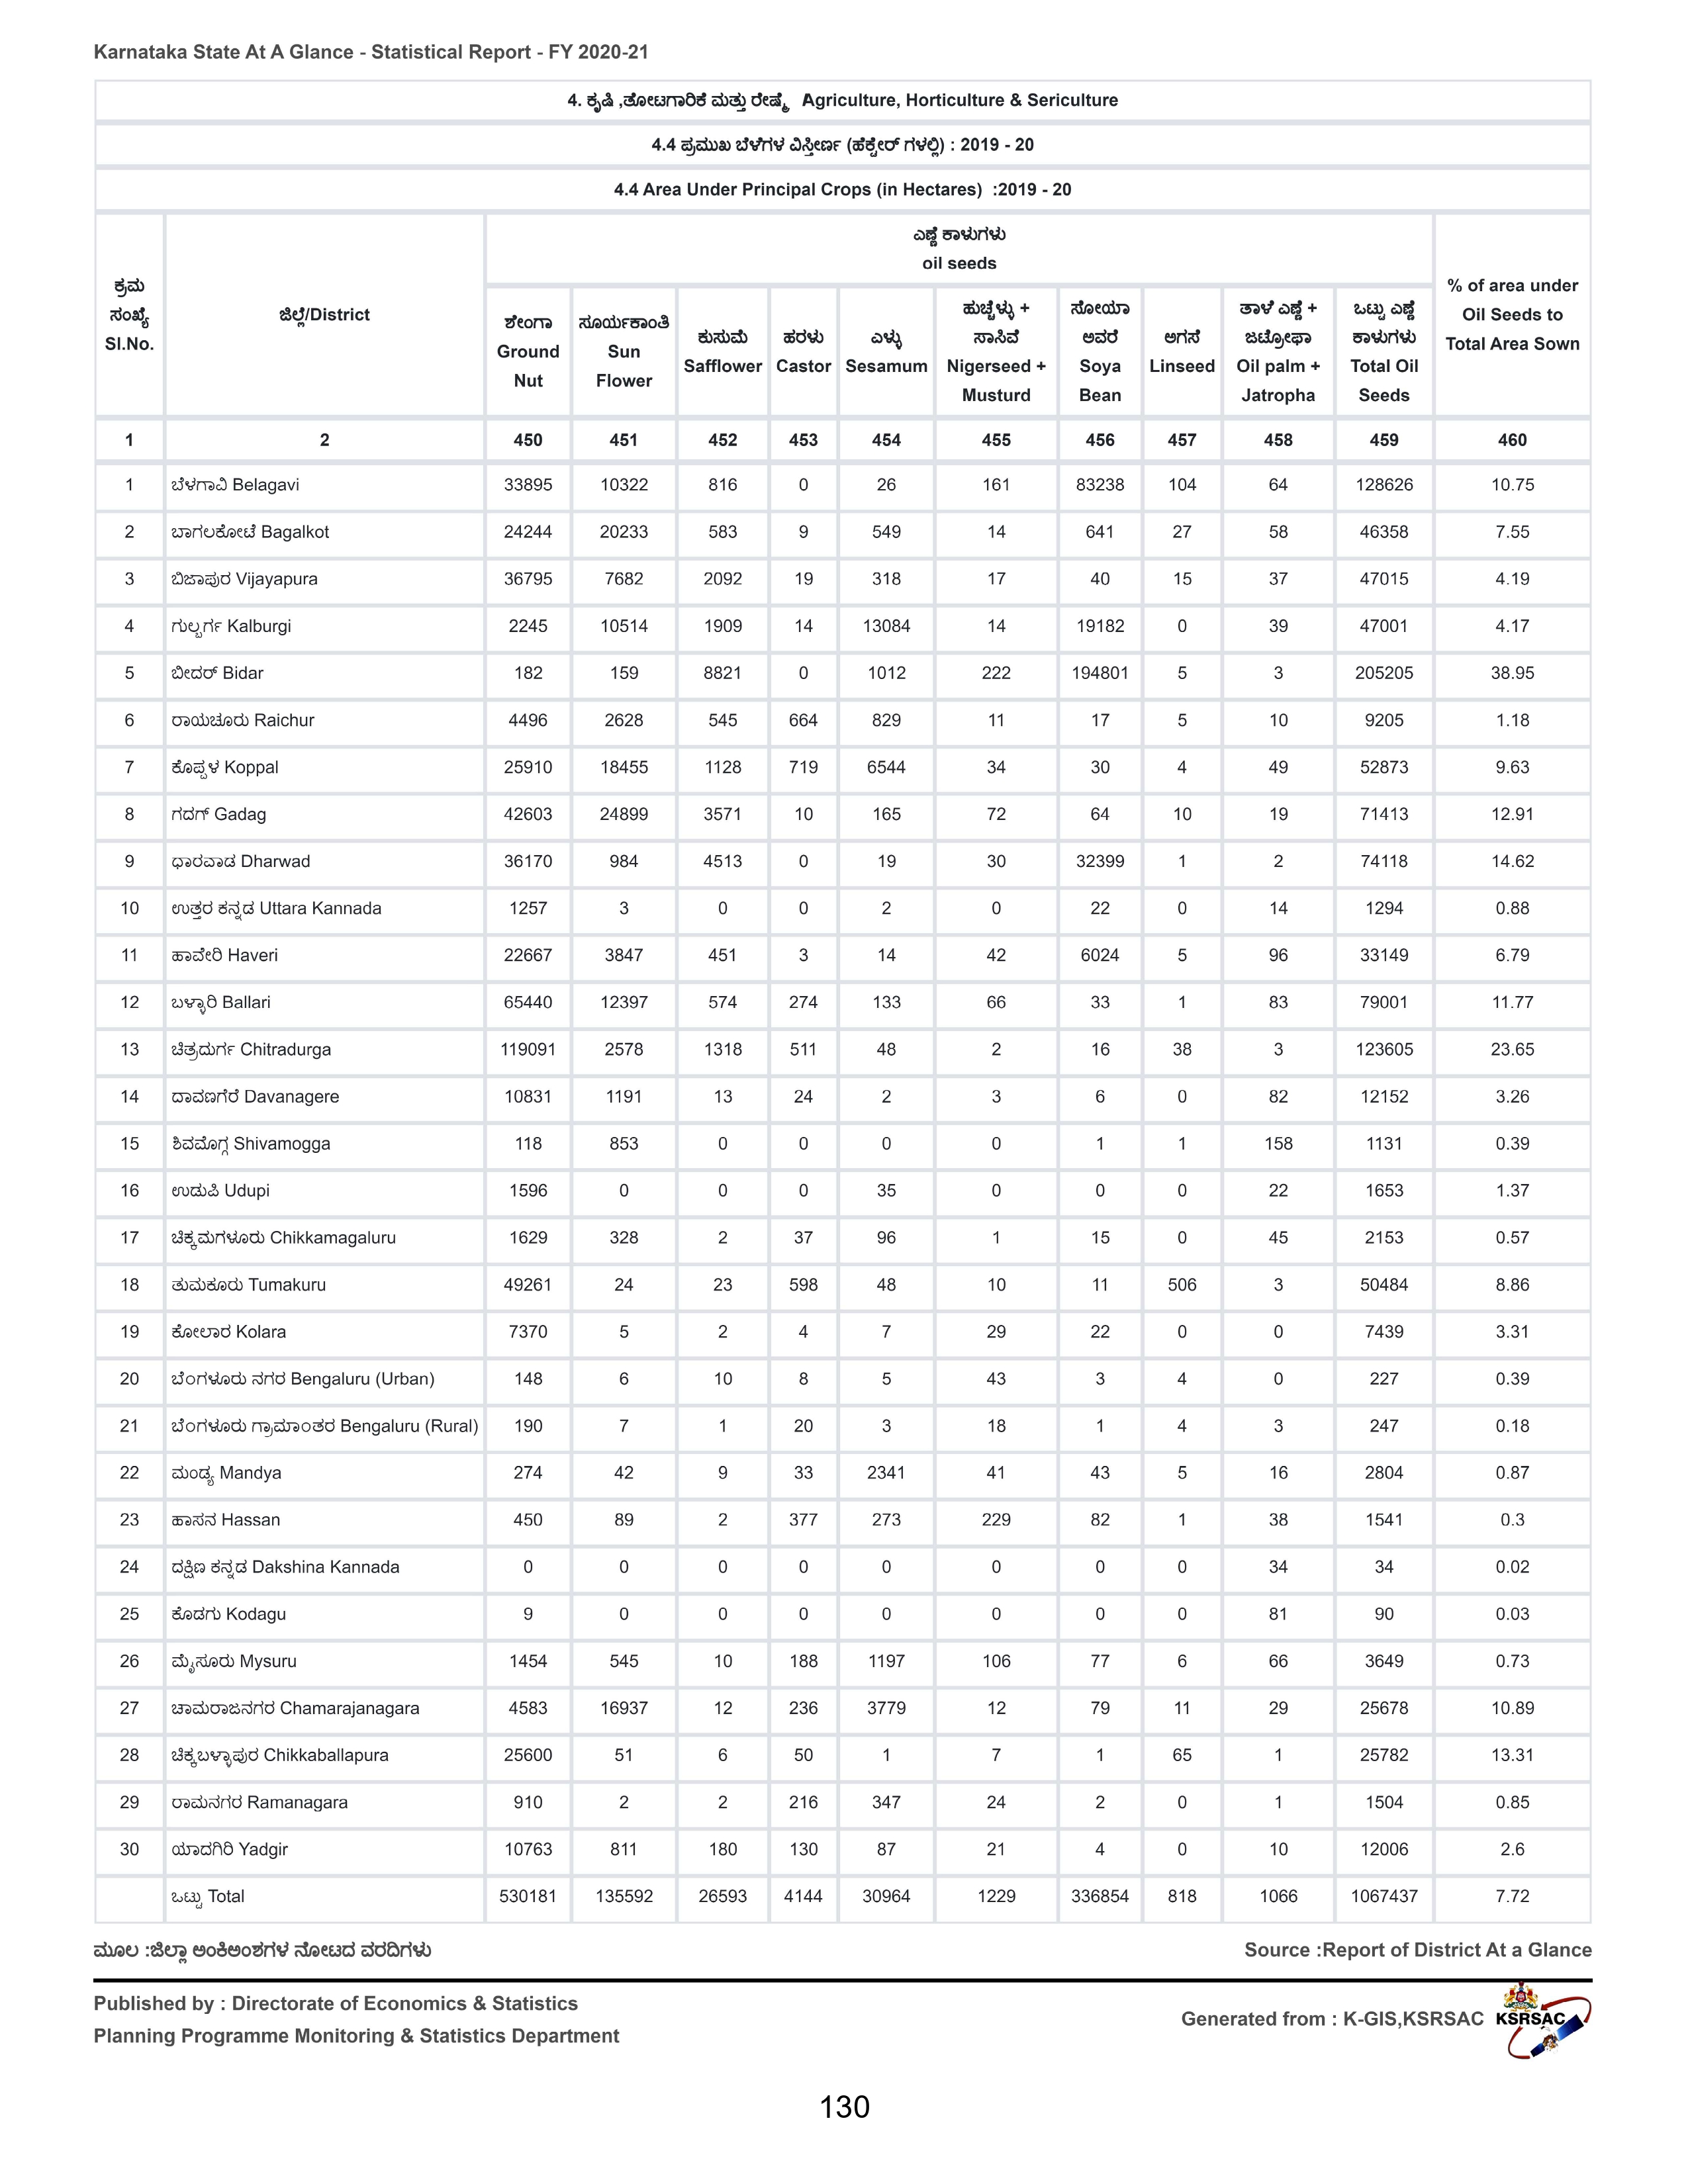 Karnataka State At A Glance - Statistical Report - FY 2020-21
4. ಕೃಷಿ ,ತೋಟಗಾರಿಕೆ ಮತ್ತು ರೇಷ್ಮೆ Agriculture, Horticulture & Sericulture
4.4 ಪ್ರಮುಖ ಬೆಳೆಗಳ ವಿಸ್ತೀರ್ಣ (ಹೆಕ್ಟೇರ್ ಗಳಲ್ಲಿ) : 2019 - 20
4.4 Area Under Principal Crops (in Hectares) :2019 - 20
ಕ್ರಮ ಸಂಖ್ಯೆ Sl.No.
ಜಿಲ್ಲೆ/District
ಎಣ್ಣೆ ಕಾಳುಗಳು
oil seeds
ಶೇಂಗಾ Ground Nut
ಸೂರ್ಯಕಾಂತಿ Sun Flower
ಕುಸುಮೆ Safflower
ಹರಳು Castor
ಎಳ್ಳು Sesamum
ಹುಚ್ಚೆಳ್ಳು + ಸಾಸಿವೆ Nigerseed + Musturd
ಸೋಯಾ ಅವರೆ Soya Bean
ಅಗಸೆ Linseed
ತಾಳೆ ಎಣ್ಣೆ + ಜಟ್ರೋಫಾ Oil palm + Jatropha
ಒಟ್ಟು ಎಣ್ಣೆ ಕಾಳುಗಳು Total Oil Seeds
% of area under Oil Seeds to Total Area Sown
1 2 450 451 452 453 454 455 456 457 458 459 460
1 ಬೆಳಗಾವಿ Belagavi 33895 10322 816 0 26 161 83238 104 64 128626 10.75
2 ಬಾಗಲಕೋಟೆ Bagalkot 24244 20233 583 9 549 14 641 27 58 46358 7.55
3 ಬಿಜಾಪುರ Vijayapura 36795 7682 2092 19 318 17 40 15 37 47015 4.19
4 ಗುಲ್ಬರ್ಗ Kalburgi 2245 10514 1909 14 13084 14 19182 0 39 47001 4.17
5 ಬೀದರ್ Bidar 182 159 8821 0 1012 222 194801 5 3 205205 38.95
6 ರಾಯಚೂರು Raichur 4496 2628 545 664 829 11 17 5 10 9205 1.18
7 ಕೊಪ್ಪಳ Koppal 25910 18455 1128 719 6544 34 30 4 49 52873 9.63
8 ಗದಗ್ Gadag 42603 24899 3571 10 165 72 64 10 19 71413 12.91
9 ಧಾರವಾಡ Dharwad 36170 984 4513 0 19 30 32399 1 2 74118 14.62
10 ಉತ್ತರ ಕನ್ನಡ Uttara Kannada 1257 3 0 0 2 0 22 0 14 1294 0.88
11 ಹಾವೇರಿ Haveri 22667 3847 451 3 14 42 6024 5 96 33149 6.79
12 ಬಳ್ಳಾರಿ Ballari 65440 12397 574 274 133 66 33 1 83 79001 11.77
13 ಚಿತ್ರದುರ್ಗ Chitradurga 119091 2578 1318 511 48 2 16 38 3 123605 23.65
14 ದಾವಣಗೆರೆ Davanagere 10831 1191 13 24 2 3 6 0 82 12152 3.26
15 ಶಿವಮೊಗ್ಗ Shivamogga 118 853 0 0 0 0 1 1 158 1131 0.39
16 ಉಡುಪಿ Udupi 1596 0 0 0 35 0 0 0 22 1653 1.37
17 ಚಿಕ್ಕಮಗಳೂರು Chikkamagaluru 1629 328 2 37 96 1 15 0 45 2153 0.57
18 ತುಮಕೂರು Tumakuru 49261 24 23 598 48 10 11 506 3 50484 8.86
19 ಕೋಲಾರ Kolara 7370 5 2 4 7 29 22 0 0 7439 3.31
20 ಬೆಂಗಳೂರು ನಗರ Bengaluru (Urban) 148 6 10 8 5 43 3 4 0 227 0.39
21 ಬೆಂಗಳೂರು ಗ್ರಾಮಾಂತರ Bengaluru (Rural) 190 7 1 20 3 18 1 4 3 247 0.18
22 ಮಂಡ್ಯ Mandya 274 42 9 33 2341 41 43 5 16 2804 0.87
23 ಹಾಸನ Hassan 450 89 2 377 273 229 82 1 38 1541 0.3
24 ದಕ್ಷಿಣ ಕನ್ನಡ Dakshina Kannada 0 0 0 0 0 0 0 0 34 34 0.02
25 ಕೊಡಗು Kodagu 9 0 0 0 0 0 0 0 81 90 0.03
26 ಮೈಸೂರು Mysuru 1454 545 10 188 1197 106 77 6 66 3649 0.73
27 ಚಾಮರಾಜನಗರ Chamarajanagara 4583 16937 12 236 3779 12 79 11 29 25678 10.89
28 ಚಿಕ್ಕಬಳ್ಳಾಪುರ Chikkaballapura 25600 51 6 50 1 7 1 65 1 25782 13.31
29 ರಾಮನಗರ Ramanagara 910 2 2 216 347 24 2 0 1 1504 0.85
30 ಯಾದಗಿರಿ Yadgir 10763 811 180 130 87 21 4 0 10 12006 2.6
ಒಟ್ಟು Total 530181 135592 26593 4144 30964 1229 336854 818 1066 1067437 7.72
ಮೂಲ :ಜಿಲ್ಲಾ ಅಂಕಿಅಂಶಗಳ ನೋಟದ ವರದಿಗಳು Source :Report of District At a Glance
Published by : Directorate of Economics & Statistics
Planning Programme Monitoring & Statistics Department
Generated from : K-GIS,KSRSAC KSRSAC
130